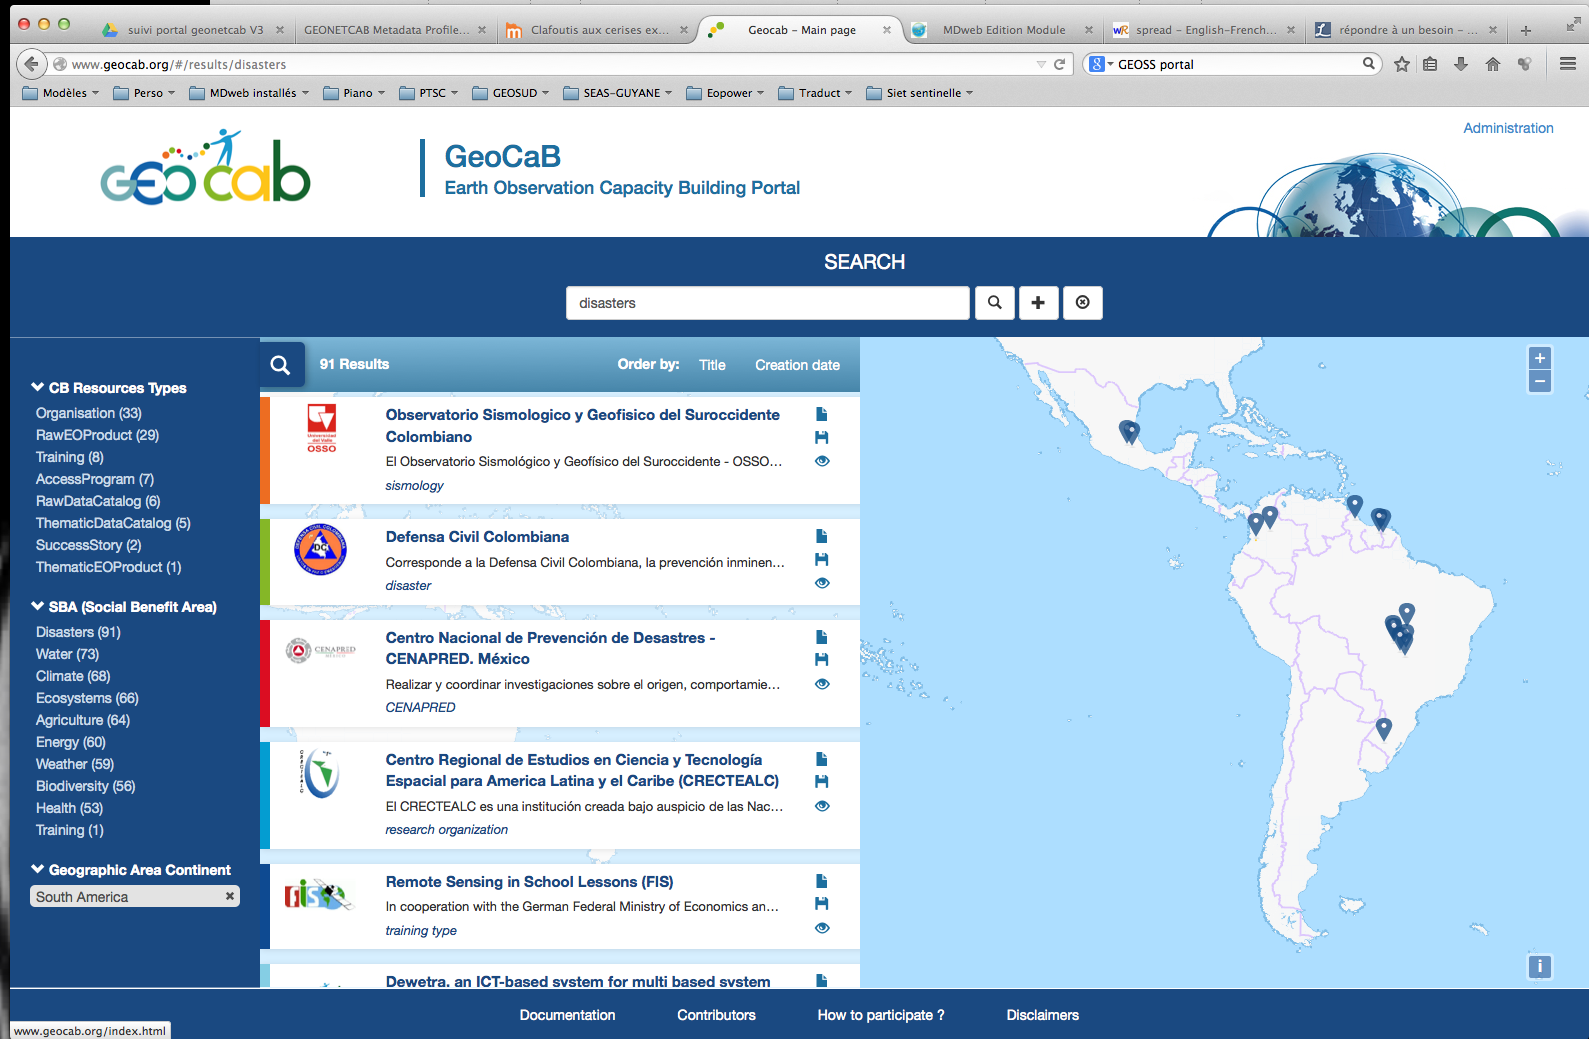 suivi portal geonetcab V3
GEONETCAB Metadata Profile...
Clafoutis aux cerises ex...
Geocab – Main page
MDweb Edition Module
spread – English-French...
répondre à un besoin – ...
www.geocab.org/#/results/disasters
GEOSS portal
Modèles
Perso
MDweb installés
Piano
PTSC
GEOSUD
SEAS-GUYANE
Eopower
Traduct
Siet sentinelle
Administration
GEOcab
GeoCaB
Earth Observation Capacity Building Portal
SEARCH
disasters
CB Resources Types
Organisation (33)
RawEOProduct (29)
Training (8)
AccessProgram (7)
RawDataCatalog (6)
ThematicDataCatalog (5)
SuccessStory (2)
ThematicEOProduct (1)
SBA (Social Benefit Area)
Disasters (91)
Water (73)
Climate (68)
Ecosystems (66)
Agriculture (64)
Energy (60)
Weather (59)
Biodiversity (56)
Health (53)
Training (1)
Geographic Area Continent
South America
91 Results
Order by:
Title
Creation date
Universidad
del Valle
OSSO
Observatorio Sismologico y Geofisico del Suroccidente
Colombiano
El Observatorio Sismológico y Geofísico del Suroccidente - OSSO...
sismology
DC
Defensa Civil Colombiana
Corresponde a la Defensa Civil Colombiana, la prevención inminen...
disaster
CENAPRED
Centro Nacional de Prevención de Desastres -
CENAPRED. México
Realizar y coordinar investigaciones sobre el origen, comportamie...
CENAPRED
CRECTEALC
Centro Regional de Estudios en Ciencia y Tecnología
Espacial para America Latina y el Caribe (CRECTEALC)
El CRECTEALC es una institución creada bajo auspicio de las Nac...
research organization
Remote Sensing in School Lessons (FIS)
In cooperation with the German Federal Ministry of Economics an...
training type
Dewetra, an ICT-based system for multi based system
Documentation
Contributors
How to participate ?
Disclaimers
www.geocab.org/index.html